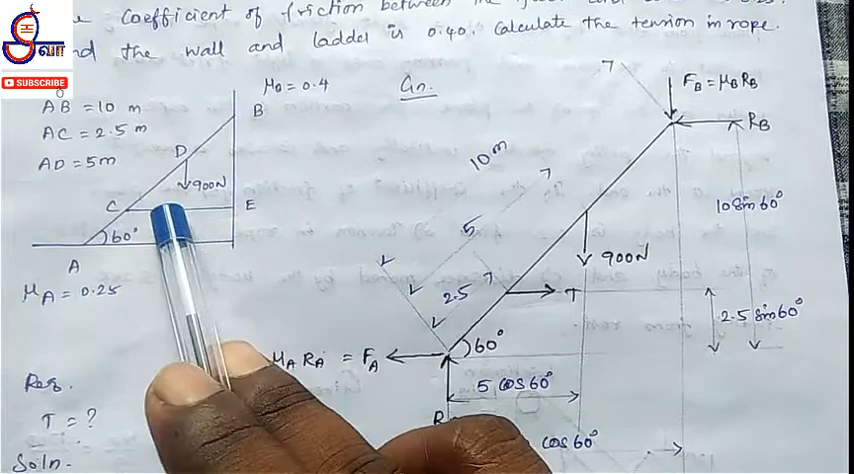 coefficient of friction between the
the wall and ladder is 0.40. Calculate the tension in rope.
வா
SUBSCRIBE
AB = 10 m
AC = 2.5 m
AD = 5m
μB = 0.4
Gn.
B
D
900N
C
E
60°
A
μA = 0.25
Req.
T = ?
Soln.
FB = μB RB
RB
10 m
5
2.5
10 sin 60°
900N
T
2.5 sin 60°
60°
μA RA = FA
5 cos 60°
R
cos 60°